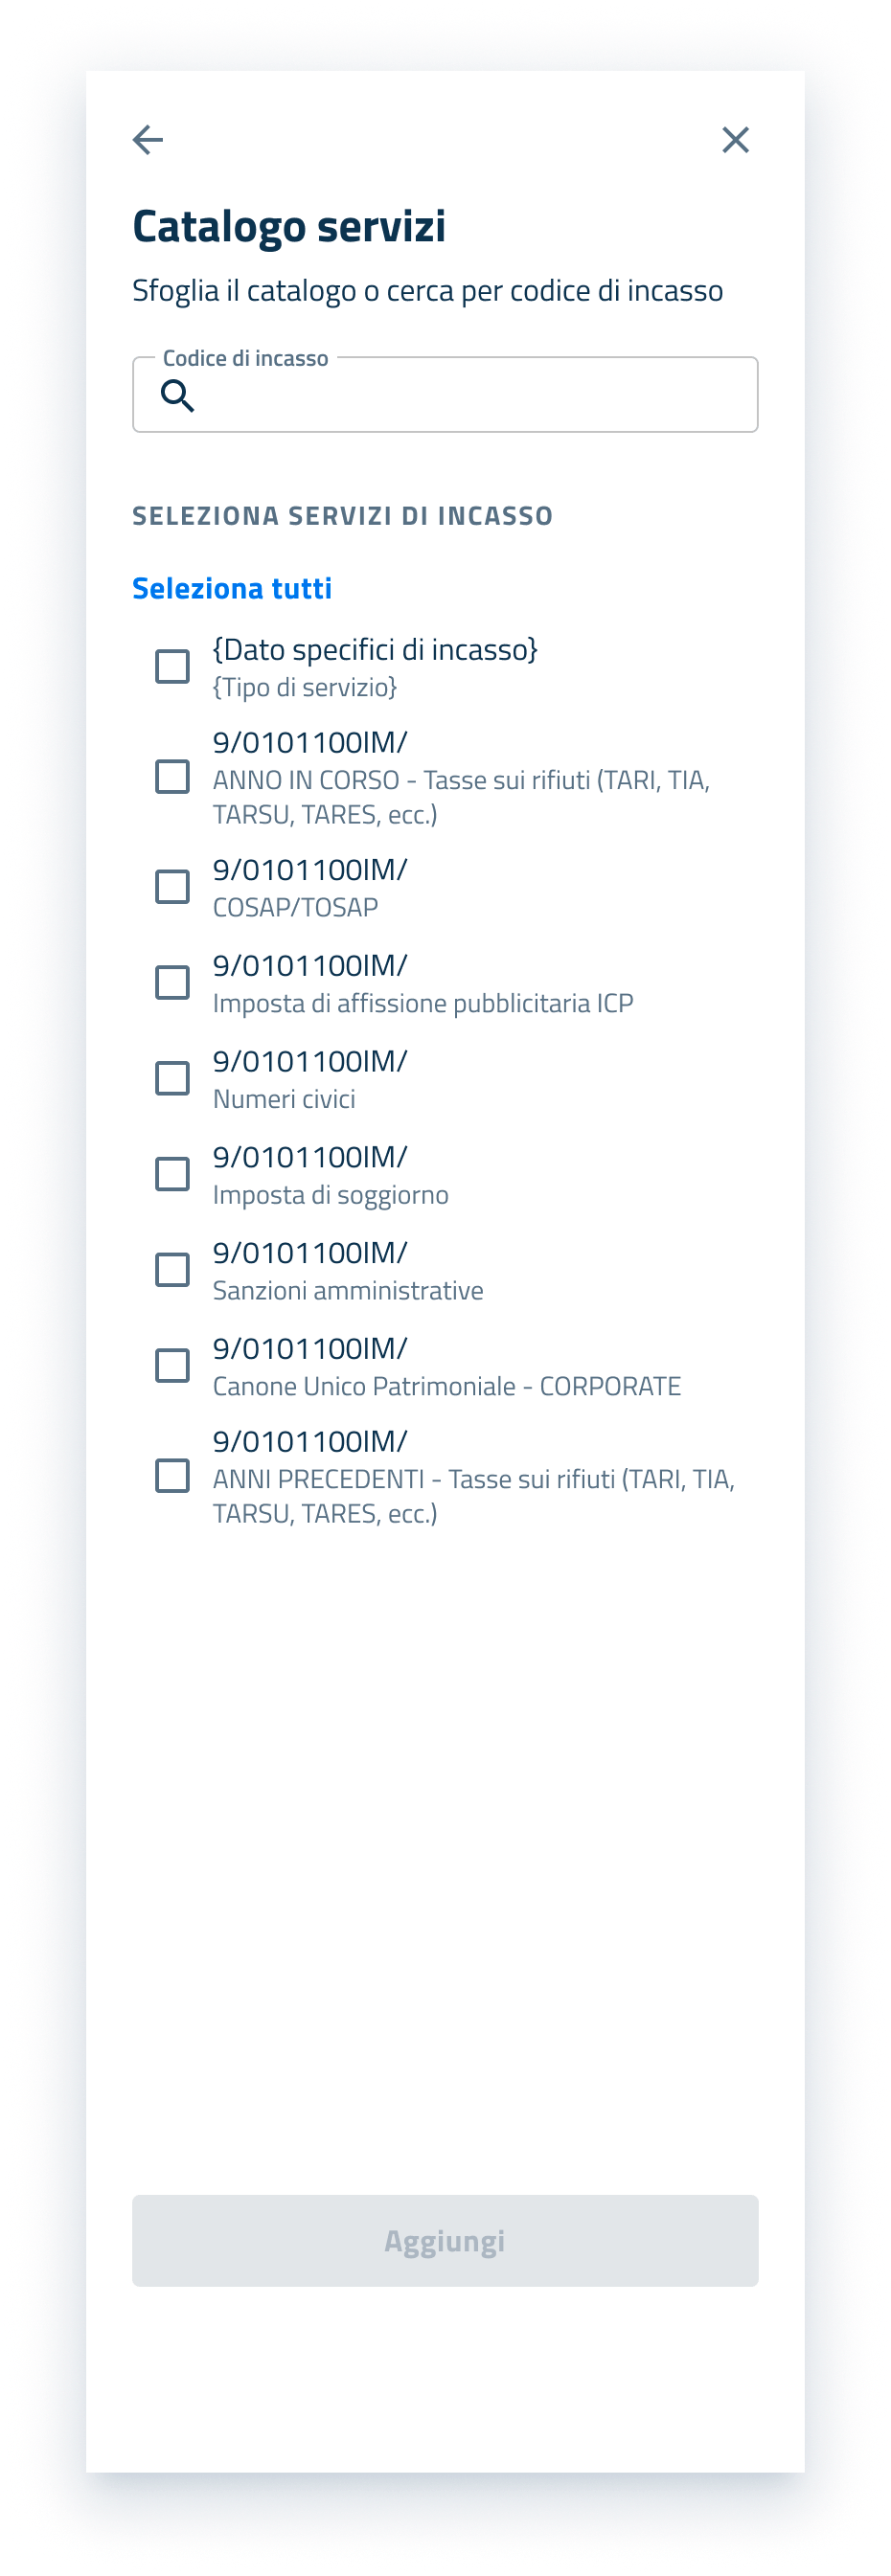 Catalogo servizi
Sfoglia il catalogo o cerca per codice di incasso
Codice di incasso
SELEZIONA SERVIZI DI INCASSO
Seleziona tutti
{Dato specifici di incasso}
{Tipo di servizio}
9/0101100IM/
ANNO IN CORSO - Tasse sui rifiuti (TARI, TIA,
TARSU, TARES, ecc.)
9/0101100IM/
COSAP/TOSAP
9/0101100IM/
Imposta di affissione pubblicitaria ICP
9/0101100IM/
Numeri civici
9/0101100IM/
Imposta di soggiorno
9/0101100IM/
Sanzioni amministrative
9/0101100IM/
Canone Unico Patrimoniale - CORPORATE
9/0101100IM/
ANNI PRECEDENTI - Tasse sui rifiuti (TARI, TIA,
TARSU, TARES, ecc.)
Aggiungi